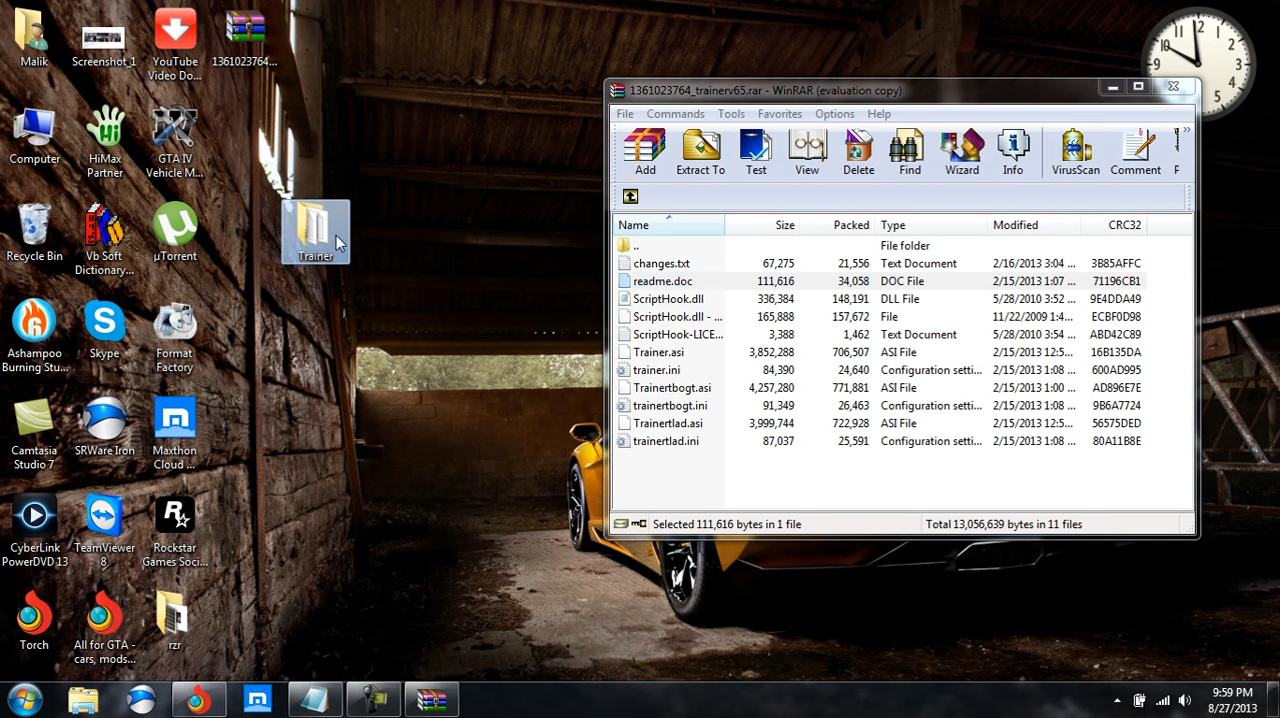 Malik
Screenshot_1
YouTube
Video Do...
1361023764...
Computer
HiMax
Partner
GTA IV
Vehicle M...
Recycle Bin
Vb Soft
Dictionary...
µTorrent
Trainer
Ashampoo
Burning Stu...
Skype
Format
Factory
Camtasia
Studio 7
SRWare Iron
Maxthon
Cloud ...
CyberLink
PowerDVD 13
TeamViewer
8
Rockstar
Games Soci...
Torch
All for GTA -
cars, mods...
rzr
1361023764_trainerv65.rar - WinRAR (evaluation copy)
File Commands Tools Favorites Options Help
Add Extract To Test View Delete Find Wizard Info VirusScan Comment P
Name Size Packed Type Modified CRC32
.. File folder
changes.txt 67,275 21,556 Text Document 2/16/2013 3:04 ... 3B85AFFC
readme.doc 111,616 34,058 DOC File 2/15/2013 1:07 ... 71196CB1
ScriptHook.dll 336,384 148,191 DLL File 5/28/2010 3:52 ... 9E4DDA49
ScriptHook.dll - ... 165,888 157,672 File 11/22/2009 1:4... ECBF0D98
ScriptHook-LICE... 3,388 1,462 Text Document 5/28/2010 3:54 ... ABD42C89
Trainer.asi 3,852,288 706,507 ASI File 2/15/2013 12:5... 16B135DA
trainer.ini 84,390 24,640 Configuration setti... 2/15/2013 1:08 ... 600AD995
Trainertbogt.asi 4,257,280 771,881 ASI File 2/15/2013 1:00 ... AD896E7E
trainertbogt.ini 91,349 26,463 Configuration setti... 2/15/2013 1:08 ... 9B6A7724
Trainertlad.asi 3,999,744 722,928 ASI File 2/15/2013 12:5... 56575DED
trainertlad.ini 87,037 25,591 Configuration setti... 2/15/2013 1:08 ... 80A11B8E
Selected 111,616 bytes in 1 file Total 13,056,639 bytes in 11 files
9:59 PM
8/27/2013